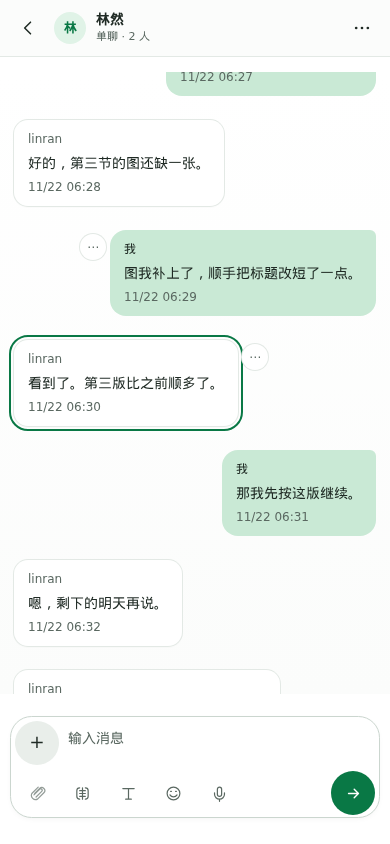 林
林然
单聊 · 2 人
11/22 06:27
linran
好的，第三节的图还缺一张。
11/22 06:28
我
图我补上了，顺手把标题改短了一点。
11/22 06:29
linran
看到了。第三版比之前顺多了。
11/22 06:30
我
那我先按这版继续。
11/22 06:31
linran
嗯，剩下的明天再说。
11/22 06:32
linran
输入消息